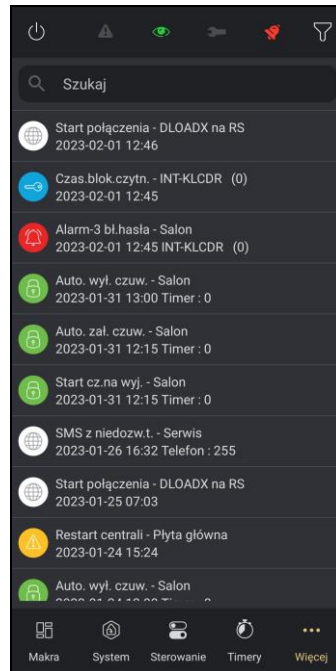 Szukaj
Start połączenia - DLOADX na RS
2023-02-01 12:46
Czas.blok.czytn. - INT-KLCDR (0)
2023-02-01 12:45
Alarm-3 bł.hasła - Salon
2023-02-01 12:45 INT-KLCDR (0)
Auto. wył. czuw. - Salon
2023-01-31 13:00 Timer : 0
Auto. zał. czuw. - Salon
2023-01-31 12:15 Timer : 0
Start cz.na wyj. - Salon
2023-01-31 12:15 Timer : 0
SMS z niedozw.t. - Serwis
2023-01-26 16:32 Telefon : 255
Start połączenia - DLOADX na RS
2023-01-25 07:03
Restart centrali - Płyta główna
2023-01-24 15:24
Auto. wył. czuw. - Salon
Makra System Sterowanie Timery Więcej